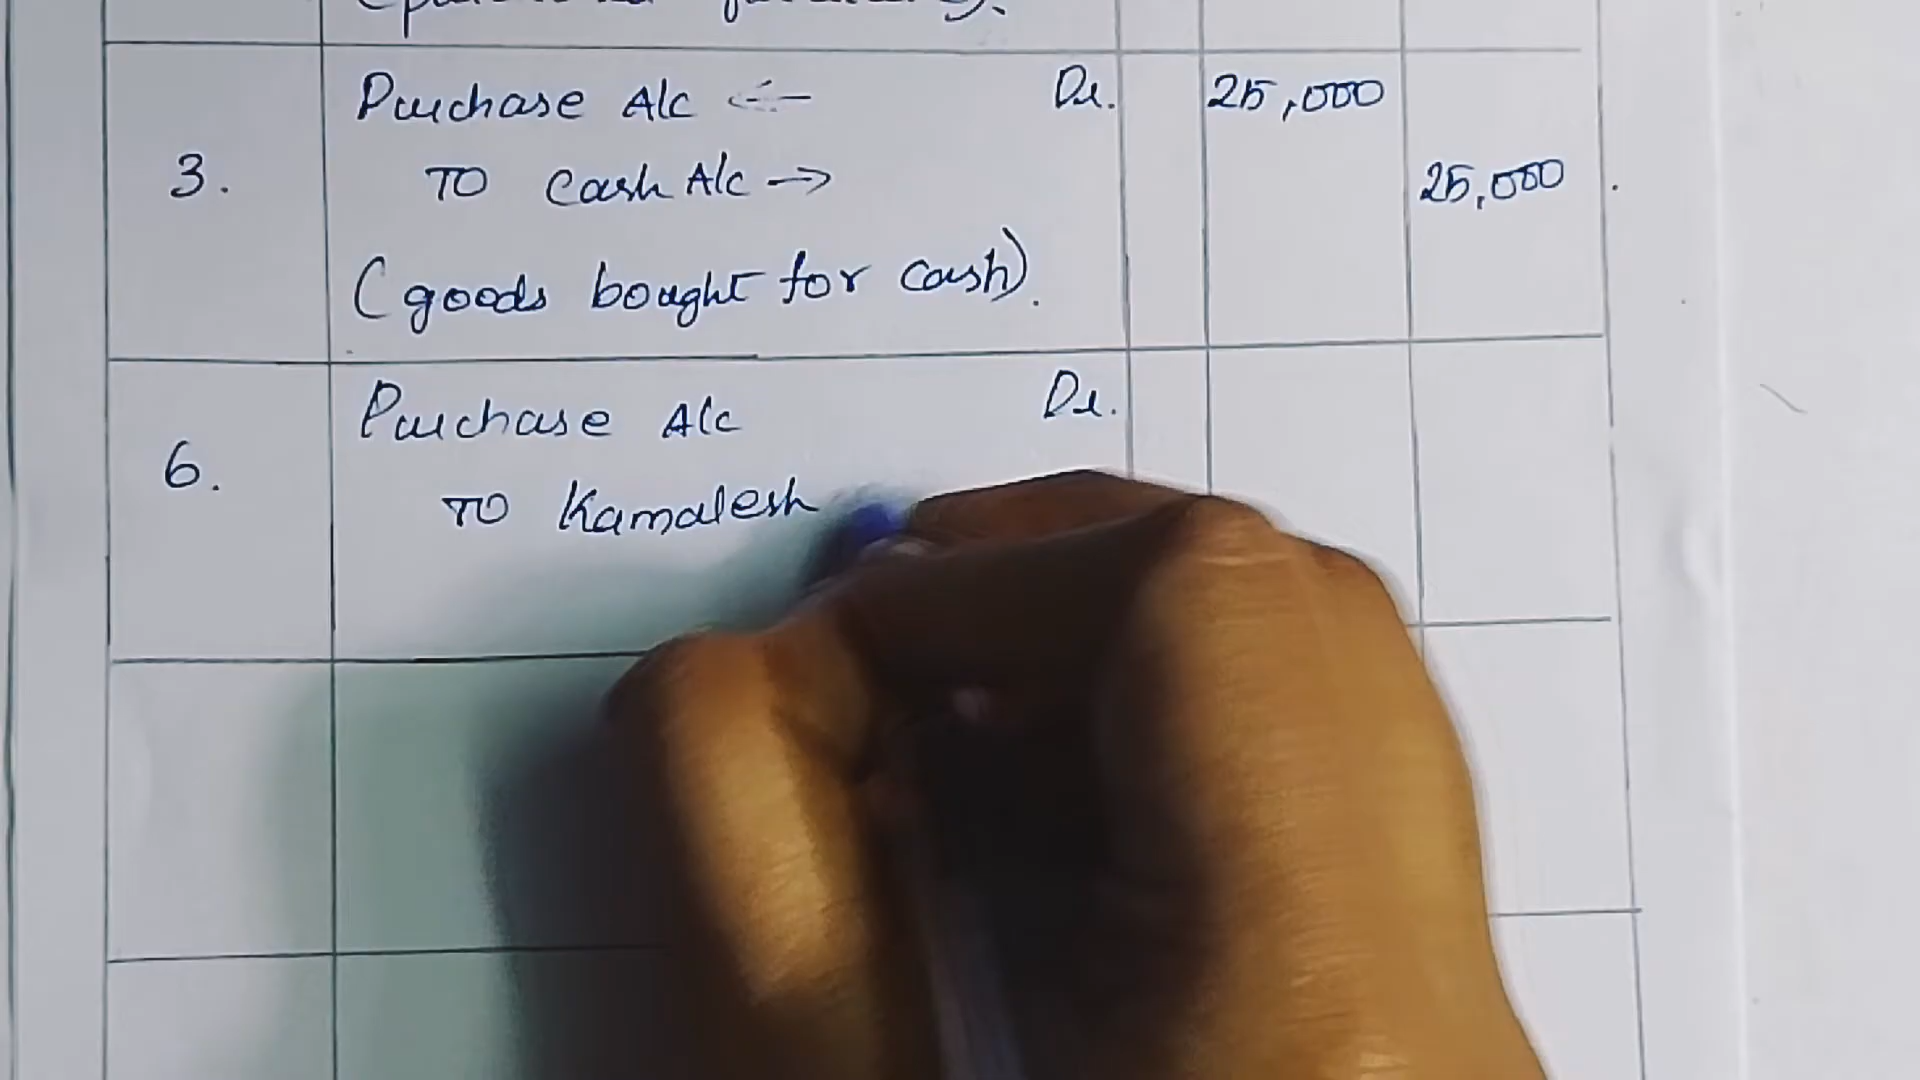 Purchase A/c ← Dr. 25,000
3. TO Cash A/c → 25,000.
(goods bought for cash).
Purchase A/c Dr.
6. TO Kamalesh